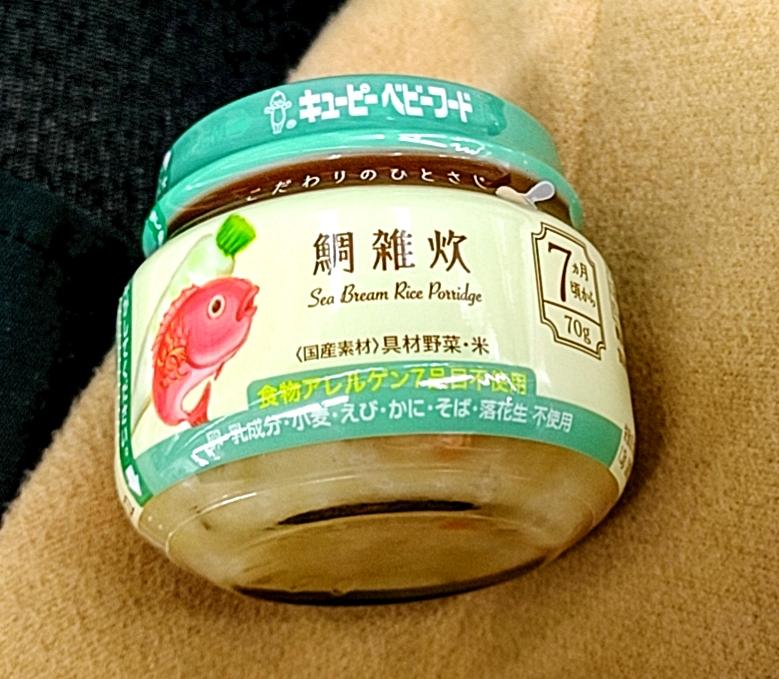 キューピー ベビーフード
こだわりのひとさじ
鯛雑炊
Sea Bream Rice Porridge
7ヵ月頃から
70g
〈国産素材〉具材野菜・米
食物アレルゲン7品目不使用
卵・乳成分・小麦・えび・かに・そば・落花生 不使用